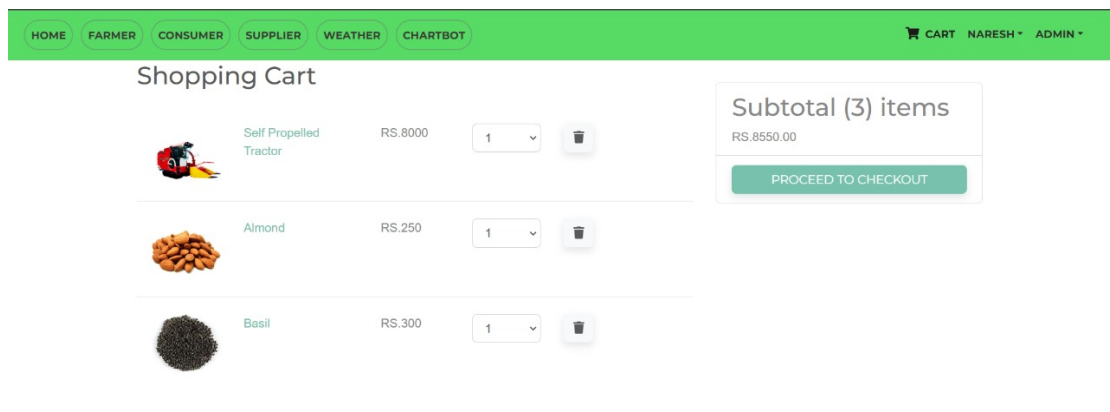 HOME FARMER CONSUMER SUPPLIER WEATHER CHARTBOT CART NARESH ADMIN
Shopping Cart
Self Propelled
Tractor
RS.8000
1
Almond
RS.250
1
Basil
RS.300
1
Subtotal (3) items
RS.8550.00
PROCEED TO CHECKOUT